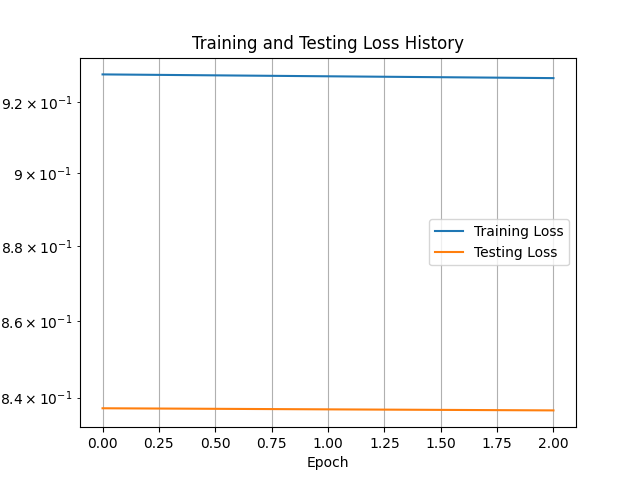 Training and Testing Loss History
9.2 × 10⁻¹
9 × 10⁻¹
8.8 × 10⁻¹
8.6 × 10⁻¹
8.4 × 10⁻¹
Training Loss
Testing Loss
0.00 0.25 0.50 0.75 1.00 1.25 1.50 1.75 2.00
Epoch